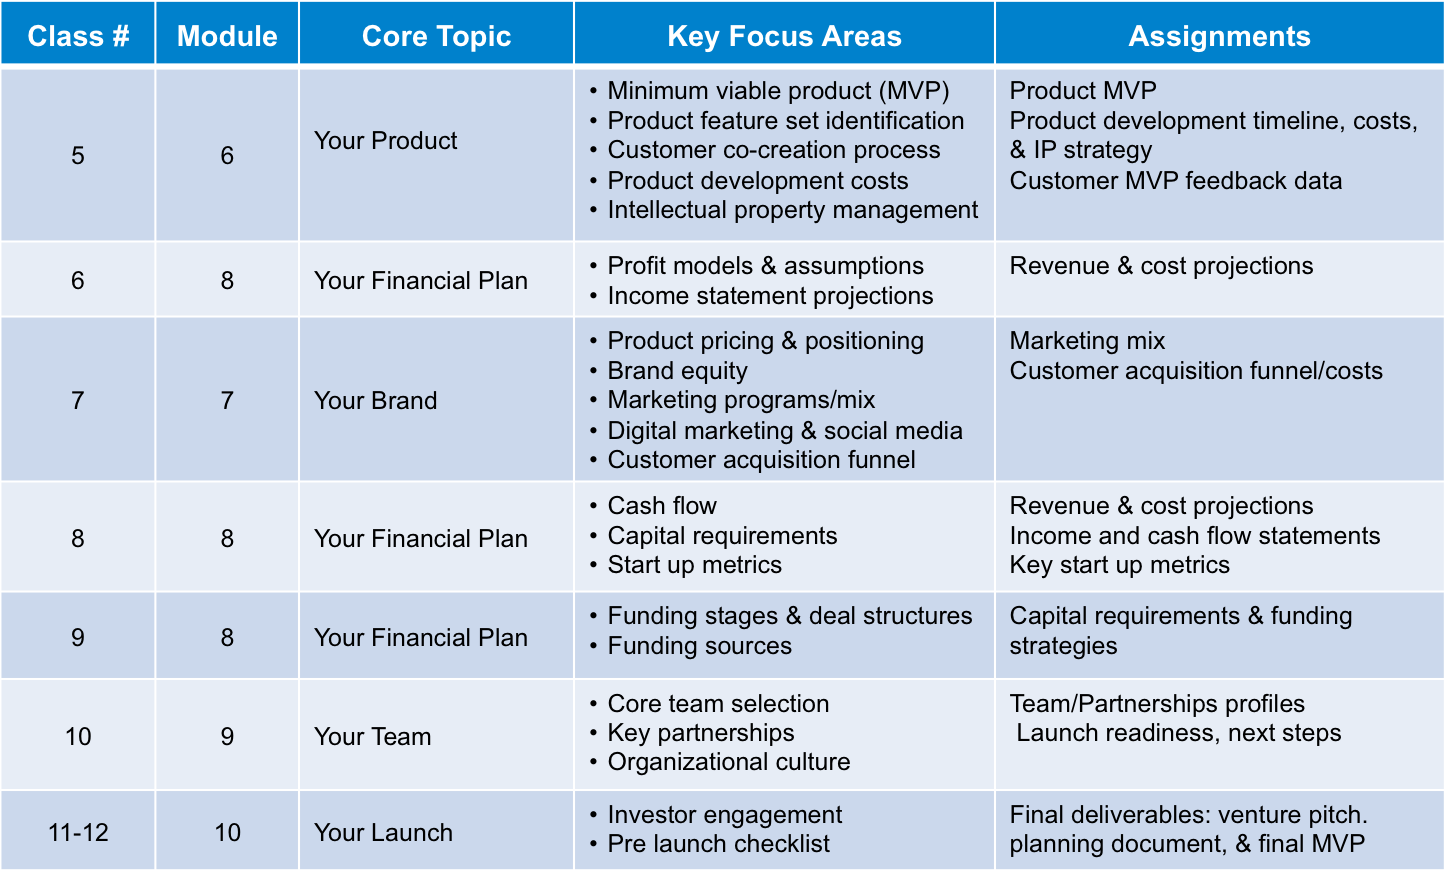 Class # Module Core Topic Key Focus Areas Assignments
5 6 Your Product
• Minimum viable product (MVP)
• Product feature set identification
• Customer co-creation process
• Product development costs
• Intellectual property management
Product MVP
Product development timeline, costs,
& IP strategy
Customer MVP feedback data
6 8 Your Financial Plan
• Profit models & assumptions
• Income statement projections
Revenue & cost projections
7 7 Your Brand
• Product pricing & positioning
• Brand equity
• Marketing programs/mix
• Digital marketing & social media
• Customer acquisition funnel
Marketing mix
Customer acquisition funnel/costs
8 8 Your Financial Plan
• Cash flow
• Capital requirements
• Start up metrics
Revenue & cost projections
Income and cash flow statements
Key start up metrics
9 8 Your Financial Plan
• Funding stages & deal structures
• Funding sources
Capital requirements & funding
strategies
10 9 Your Team
• Core team selection
• Key partnerships
• Organizational culture
Team/Partnerships profiles
Launch readiness, next steps
11-12 10 Your Launch
• Investor engagement
• Pre launch checklist
Final deliverables: venture pitch.
planning document, & final MVP